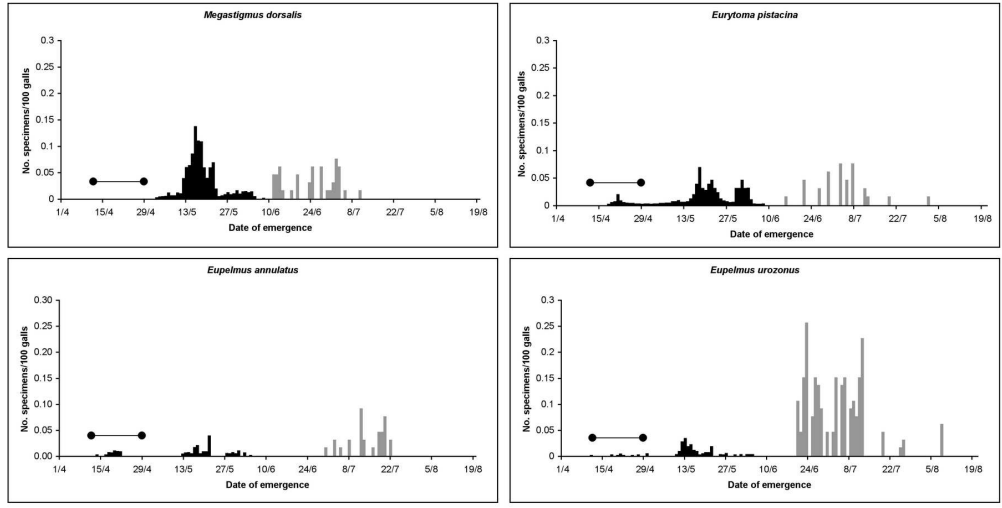 Megastigmus dorsalis
No. specimens/100 galls
0.3
0.25
0.2
0.15
0.1
0.05
0
1/4 15/4 29/4 13/5 27/5 10/6 24/6 8/7 22/7 5/8 19/8
Date of emergence
Eurytoma pistacina
No. specimens/100 galls
0.3
0.25
0.2
0.15
0.1
0.05
0
1/4 15/4 29/4 13/5 27/5 10/6 24/6 8/7 22/7 5/8 19/8
Date of emergence
Eupelmus annulatus
No. specimens/100 galls
0.30
0.25
0.20
0.15
0.10
0.05
0.00
1/4 15/4 29/4 13/5 27/5 10/6 24/6 8/7 22/7 5/8 19/8
Date of emergence
Eupelmus urozonus
No. specimens/100 galls
0.3
0.25
0.2
0.15
0.1
0.05
0
1/4 15/4 29/4 13/5 27/5 10/6 24/6 8/7 22/7 5/8 19/8
Date of emergence